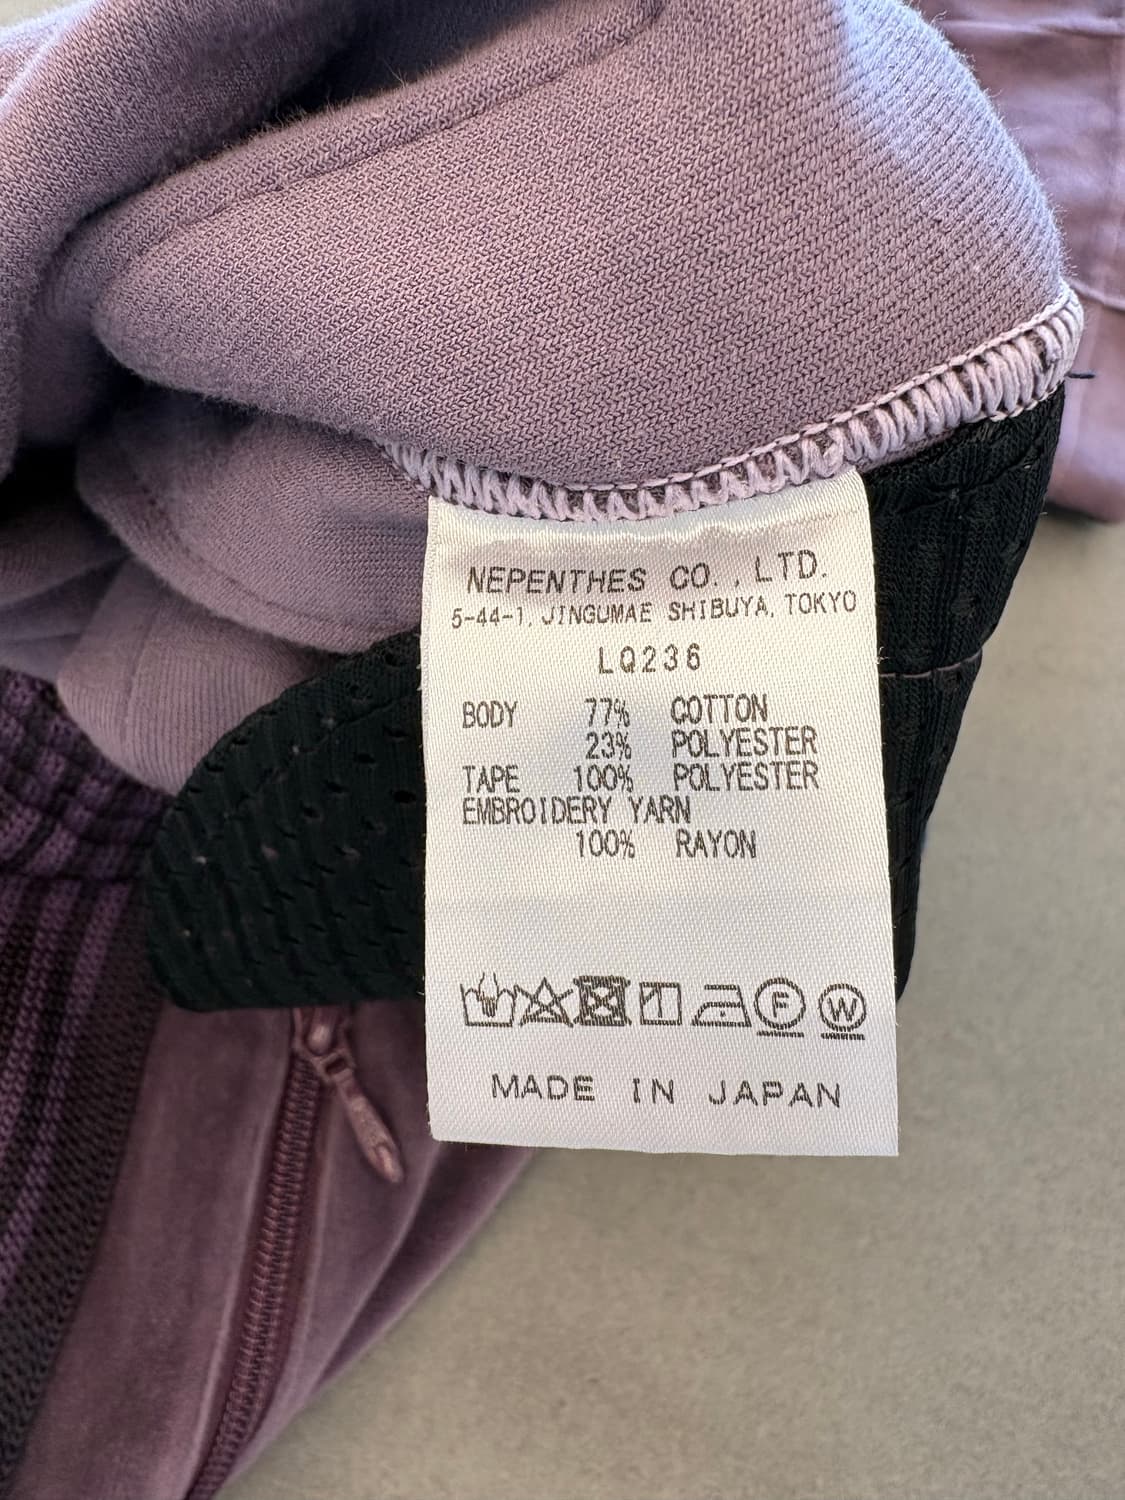 NEPENTHES CO., LTD.
5-44-1, JINGUMAE SHIBUYA, TOKYO
LQ236
BODY 77% COTTON
23% POLYESTER
TAPE 100% POLYESTER
EMBROIDERY YARN
100% RAYON
F W
MADE IN JAPAN